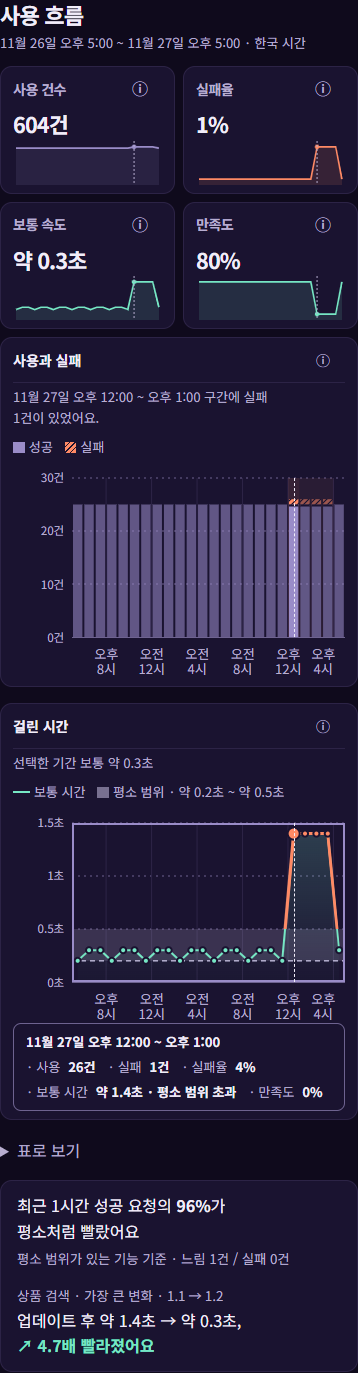 사용 흐름
11월 26일 오후 5:00 ~ 11월 27일 오후 5:00 · 한국 시간
사용 건수 ⓘ
604건
실패율 ⓘ
1%
보통 속도 ⓘ
약 0.3초
만족도 ⓘ
80%
사용과 실패 ⓘ
11월 27일 오후 12:00 ~ 오후 1:00 구간에 실패
1건이 있었어요.
성공 실패
30건
20건
10건
0건
오후 오전 오전 오전 오후 오후
8시 12시 4시 8시 12시 4시
걸린 시간 ⓘ
선택한 기간 보통 약 0.3초
보통 시간 평소 범위 · 약 0.2초 ~ 약 0.5초
1.5초
1초
0.5초
0초
오후 오전 오전 오전 오후 오후
8시 12시 4시 8시 12시 4시
11월 27일 오후 12:00 ~ 오후 1:00
· 사용 26건 · 실패 1건 · 실패율 4%
· 보통 시간 약 1.4초 · 평소 범위 초과 · 만족도 0%
▶ 표로 보기
최근 1시간 성공 요청의 96%가
평소처럼 빨랐어요
평소 범위가 있는 기능 기준 · 느림 1건 / 실패 0건
상품 검색 · 가장 큰 변화 · 1.1 → 1.2
업데이트 후 약 1.4초 → 약 0.3초,
↗ 4.7배 빨라졌어요